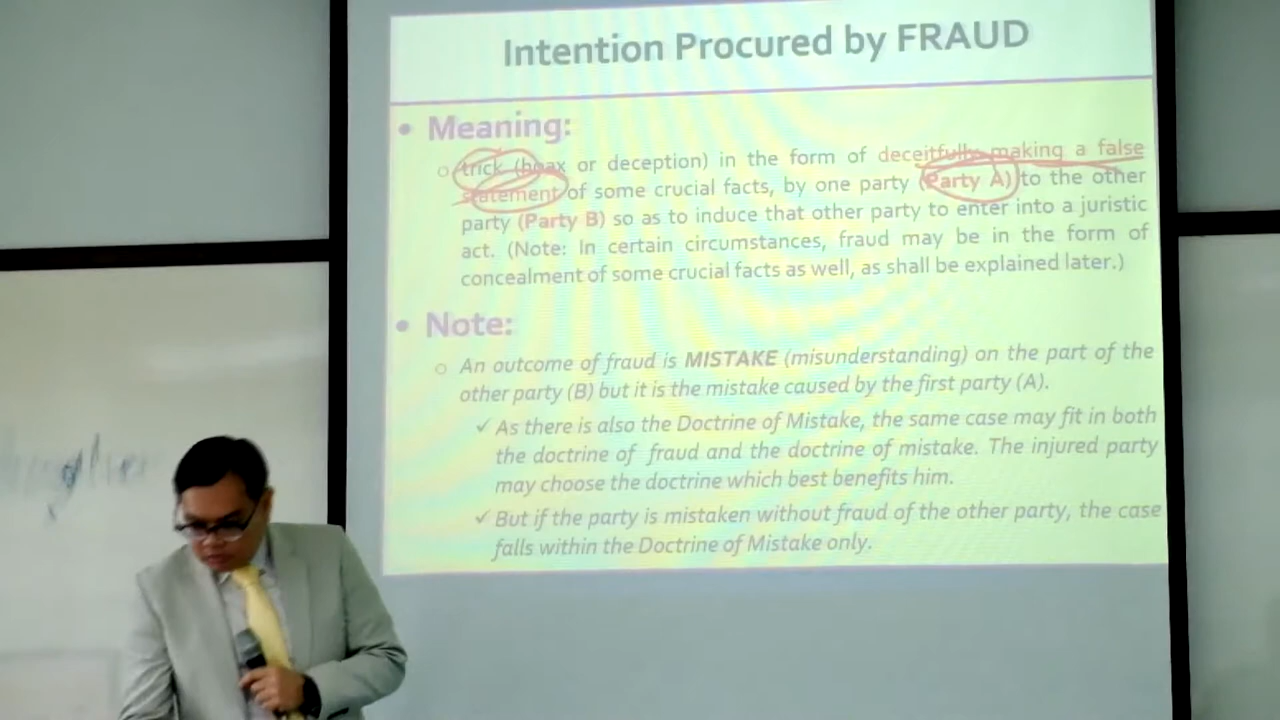 Intention Procured by FRAUD
• Meaning:
o trick (hoax or deception) in the form of deceitfully making a false
statement of some crucial facts, by one party (Party A) to the other
party (Party B) so as to induce that other party to enter into a juristic
act. (Note: In certain circumstances, fraud may be in the form of
concealment of some crucial facts as well, as shall be explained later.)
• Note:
o An outcome of fraud is MISTAKE (misunderstanding) on the part of the
other party (B) but it is the mistake caused by the first party (A).
✓ As there is also the Doctrine of Mistake, the same case may fit in both
the doctrine of fraud and the doctrine of mistake. The injured party
may choose the doctrine which best benefits him.
✓ But if the party is mistaken without fraud of the other party, the case
falls within the Doctrine of Mistake only.